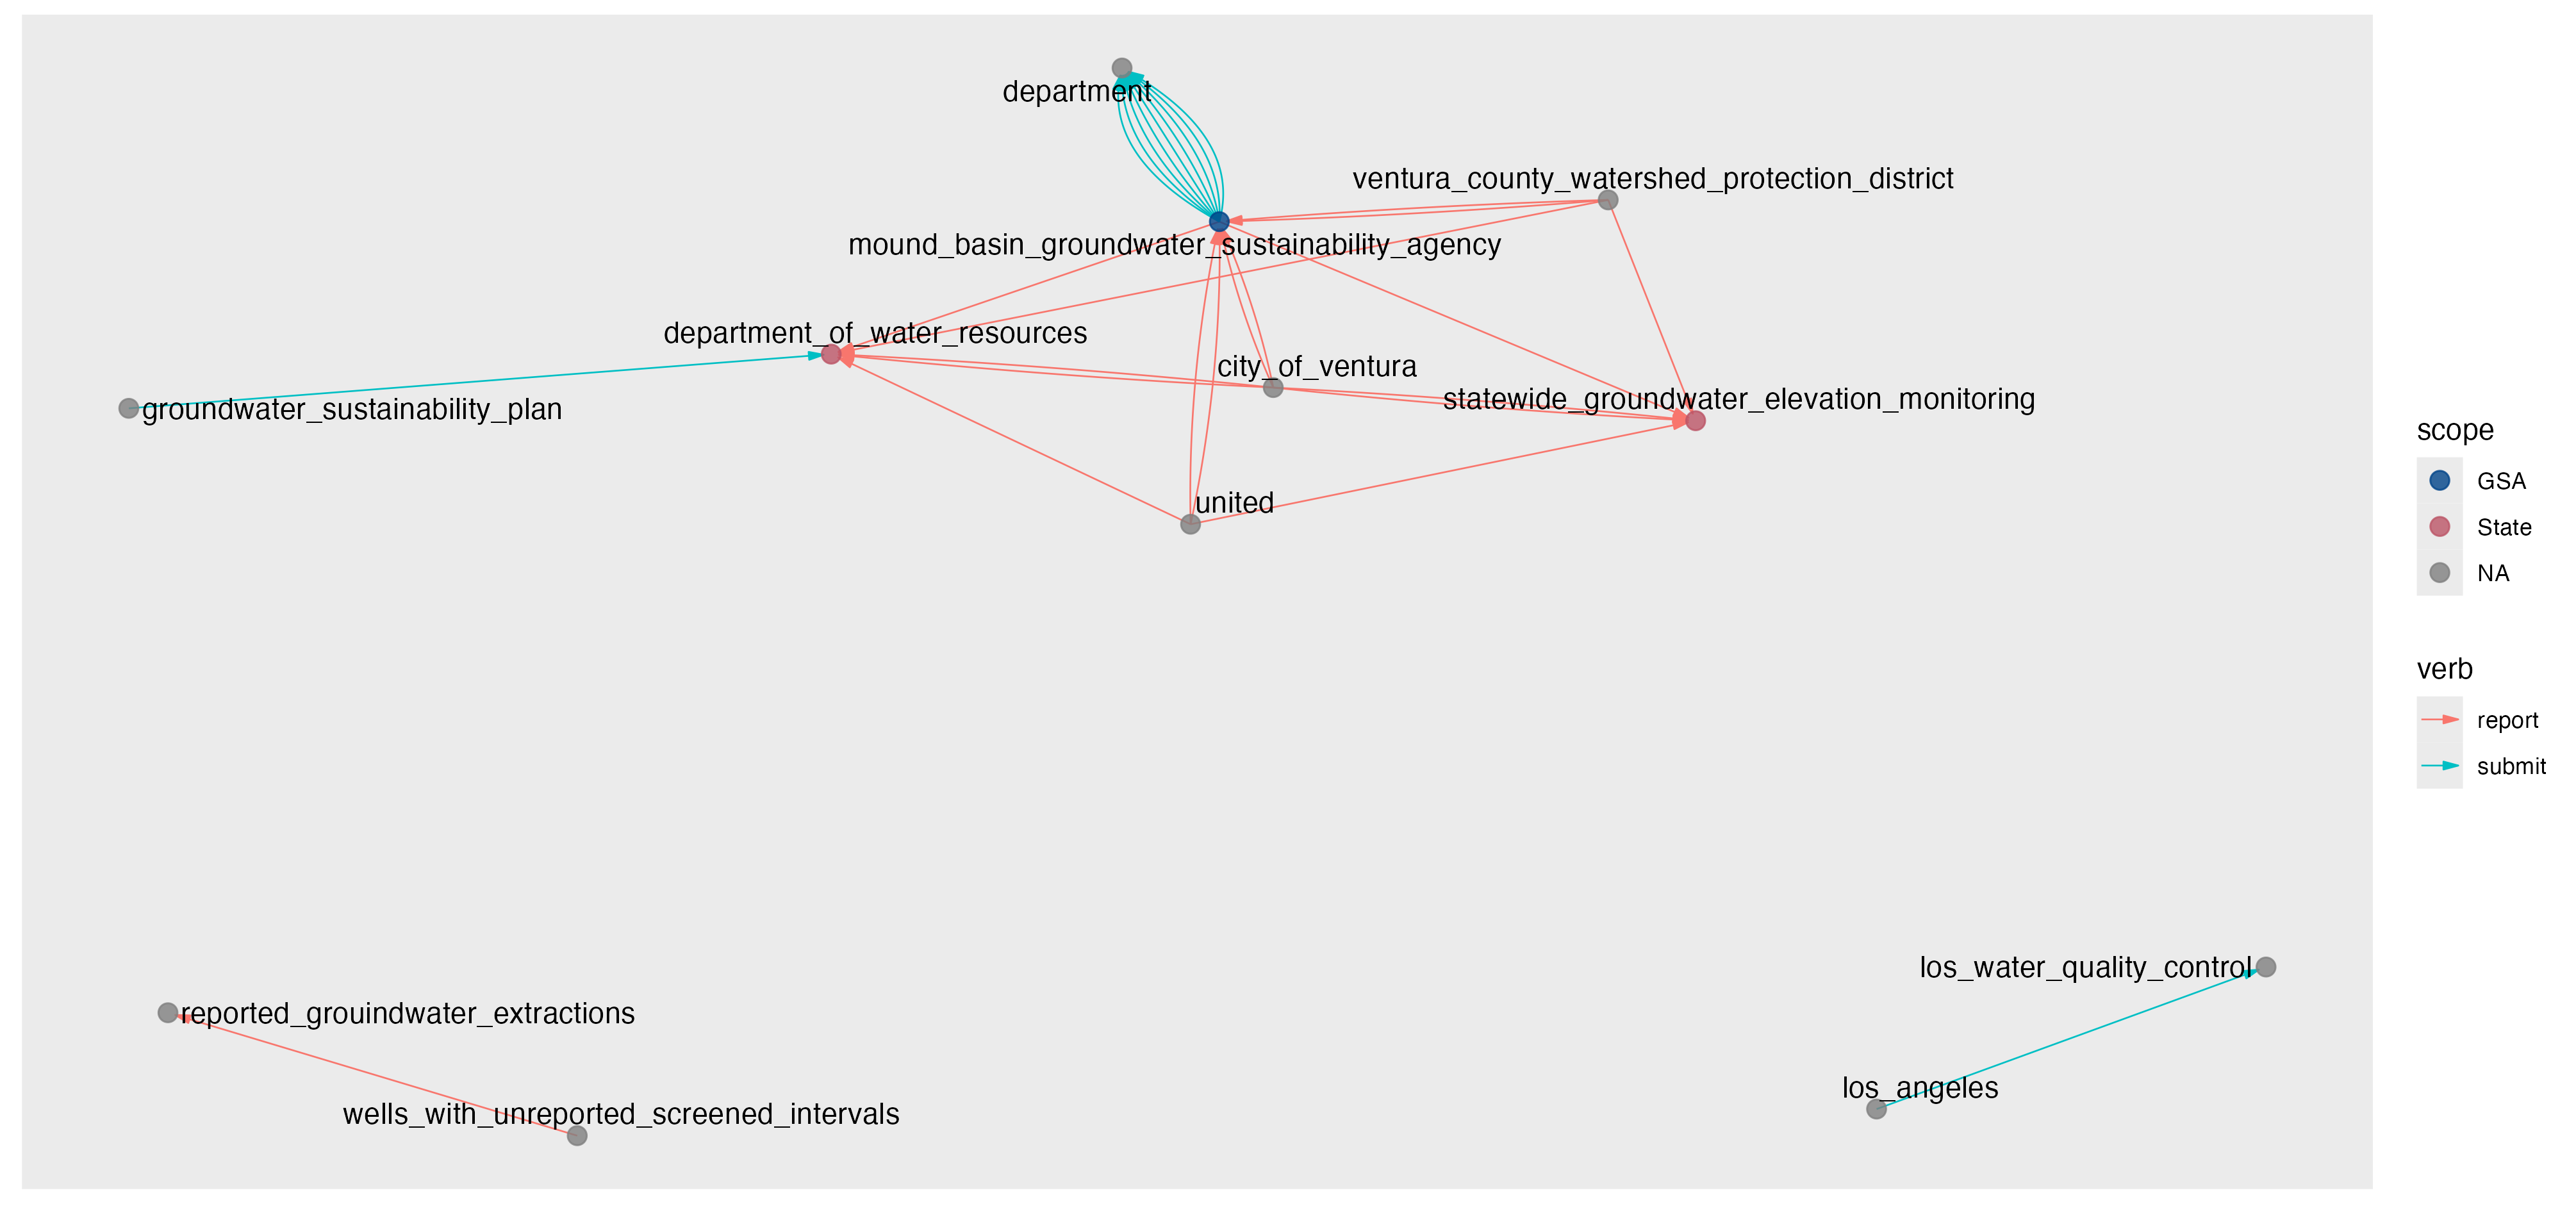 department
ventura_county_watershed_protection_district
mound_basin_groundwater_sustainability_agency
department_of_water_resources
city_of_ventura
statewide_groundwater_elevation_monitoring
groundwater_sustainability_plan
united
los_water_quality_control
reported_grouindwater_extractions
los_angeles
wells_with_unreported_screened_intervals
scope
GSA
State
NA
verb
report
submit